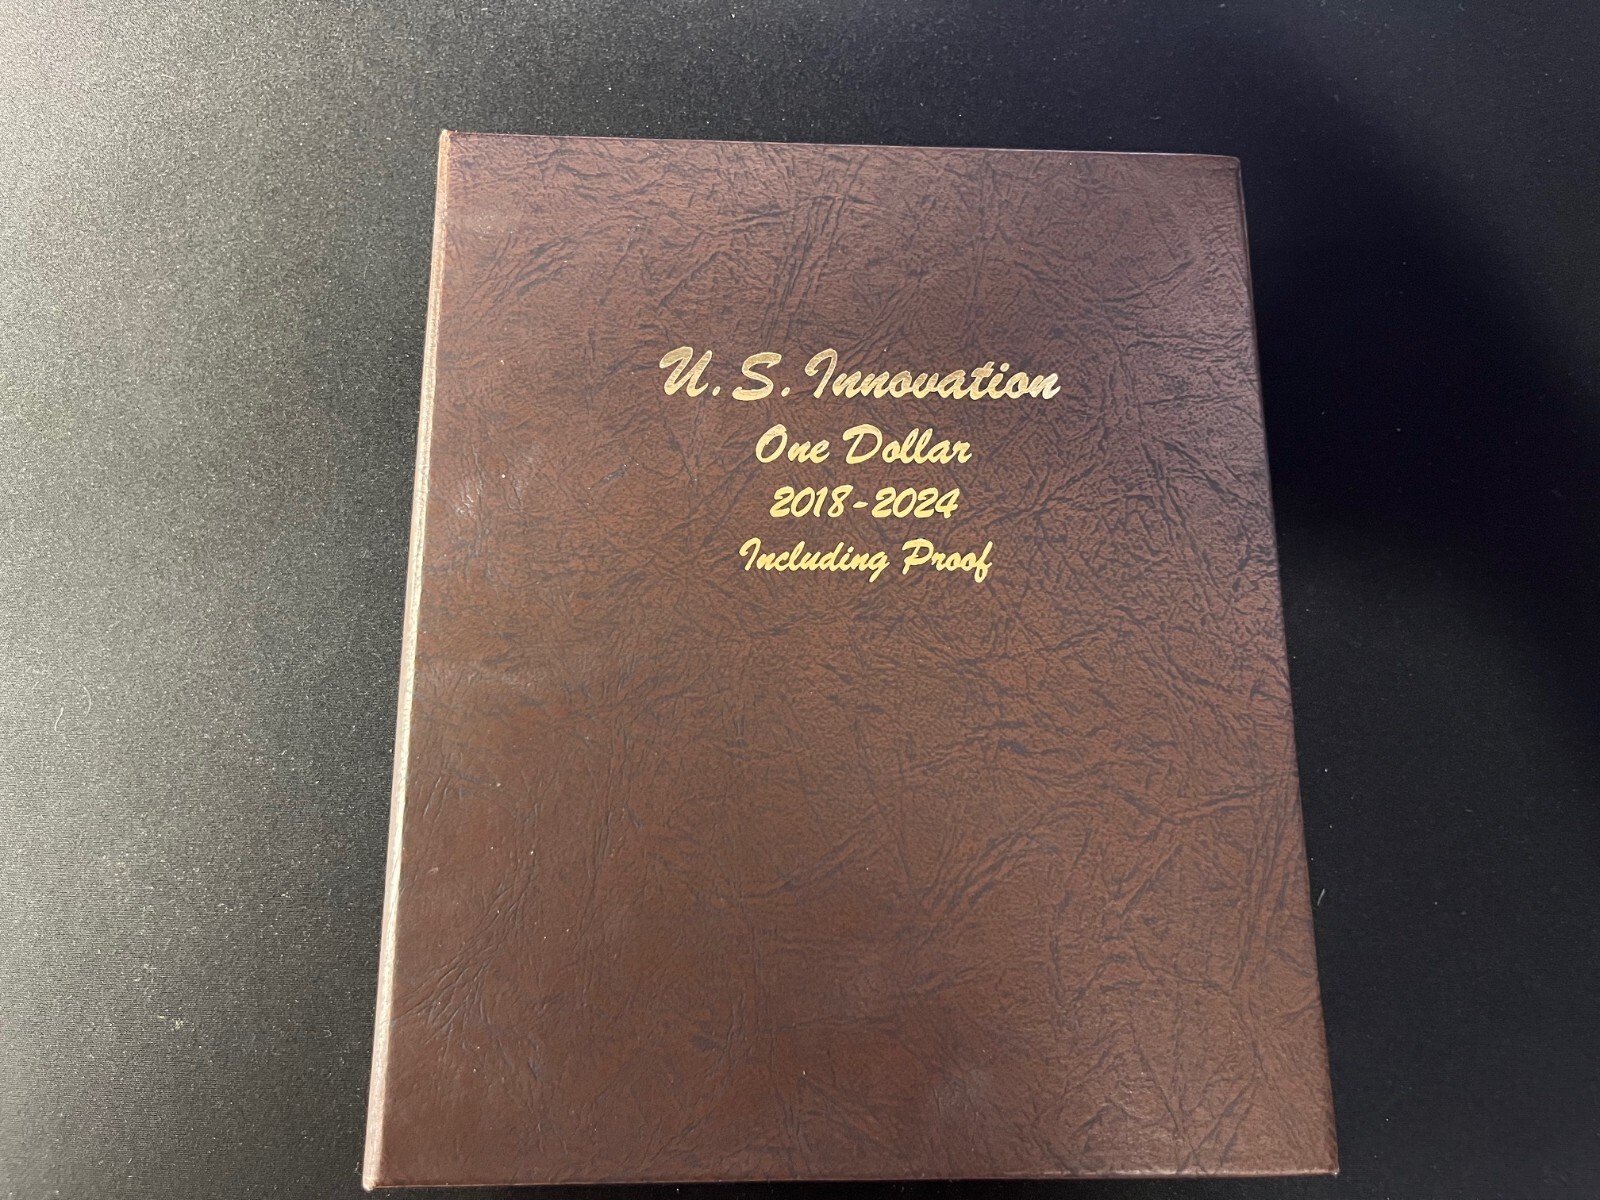 U.S. Innovation
One Dollar
2018-2024
Including Proof